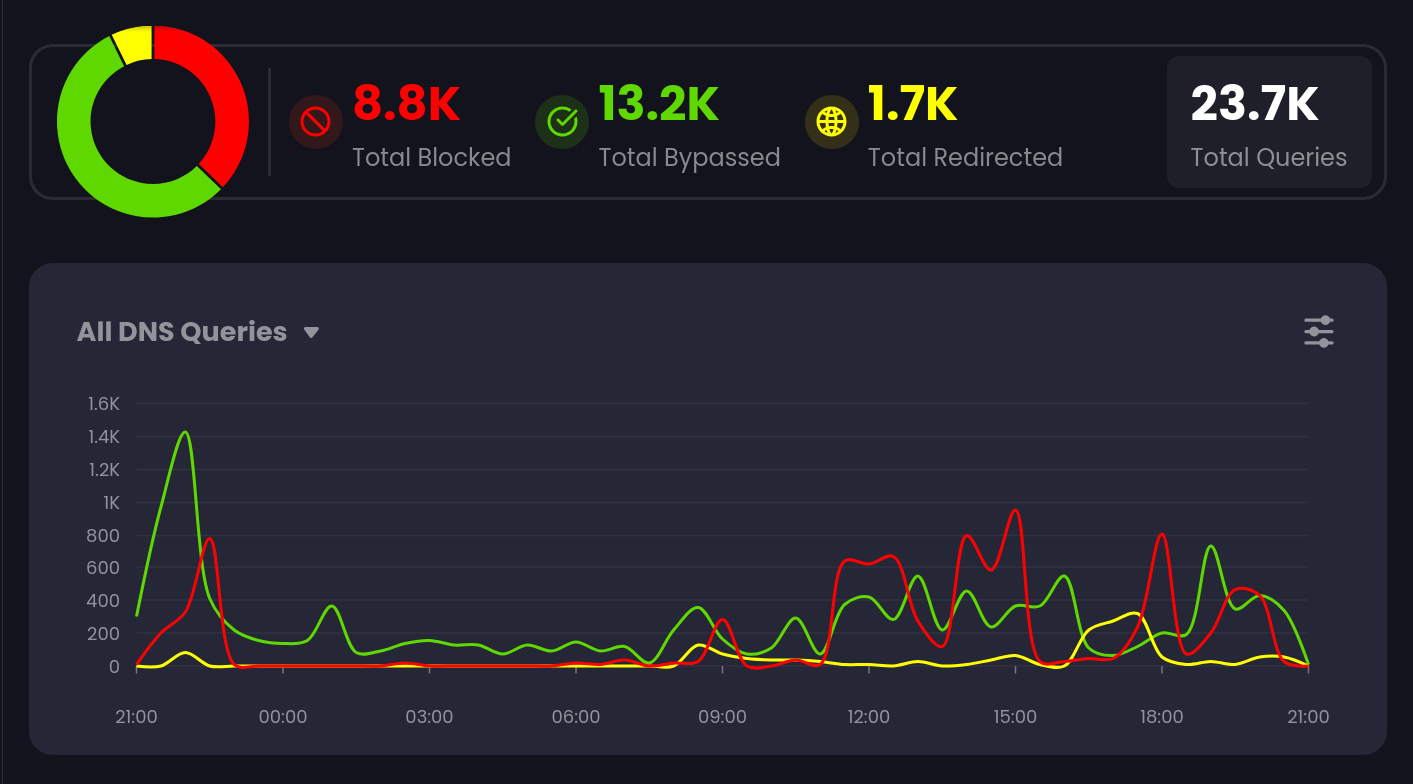 8.8K 13.2K 1.7K 23.7K
Total Blocked Total Bypassed Total Redirected Total Queries
All DNS Queries
1.6K
1.4K
1.2K
1K
800
600
400
200
0
21:00 00:00 03:00 06:00 09:00 12:00 15:00 18:00 21:00